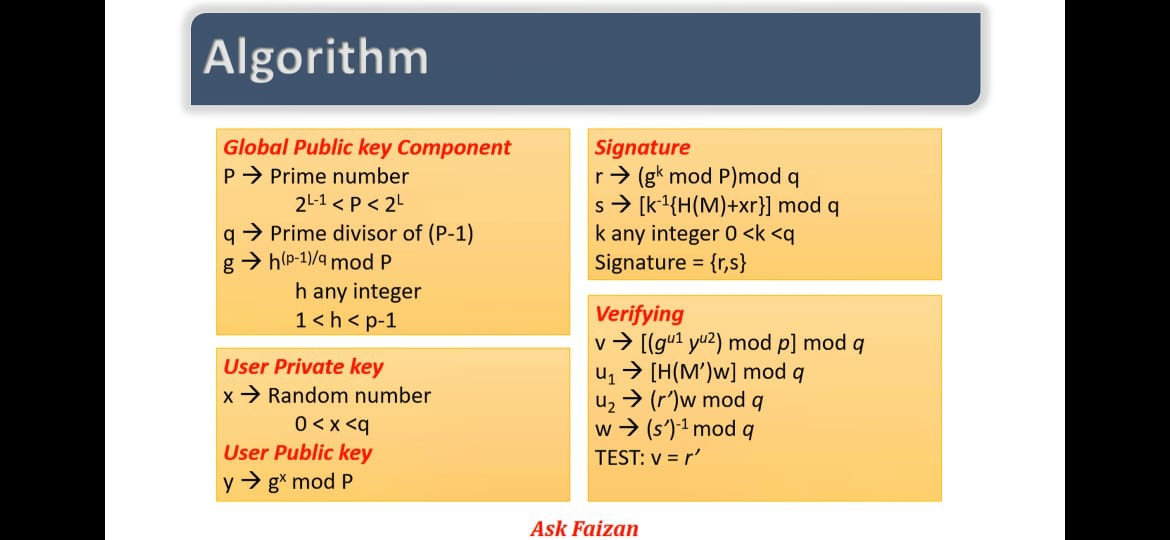 Algorithm
Global Public key Component
P → Prime number
2^L-1 < P < 2^L
q → Prime divisor of (P-1)
g → h^(p-1)/q mod P
h any integer
1 < h < p-1
User Private key
x → Random number
0 < x <q
User Public key
y → g^x mod P
Signature
r → (g^k mod P)mod q
s → [k^-1{H(M)+xr}] mod q
k any integer 0 <k <q
Signature = {r,s}
Verifying
v → [(g^u1 y^u2) mod p] mod q
u₁ → [H(M’)w] mod q
u₂ → (r’)w mod q
w → (s’)^-1 mod q
TEST: v = r’
Ask Faizan